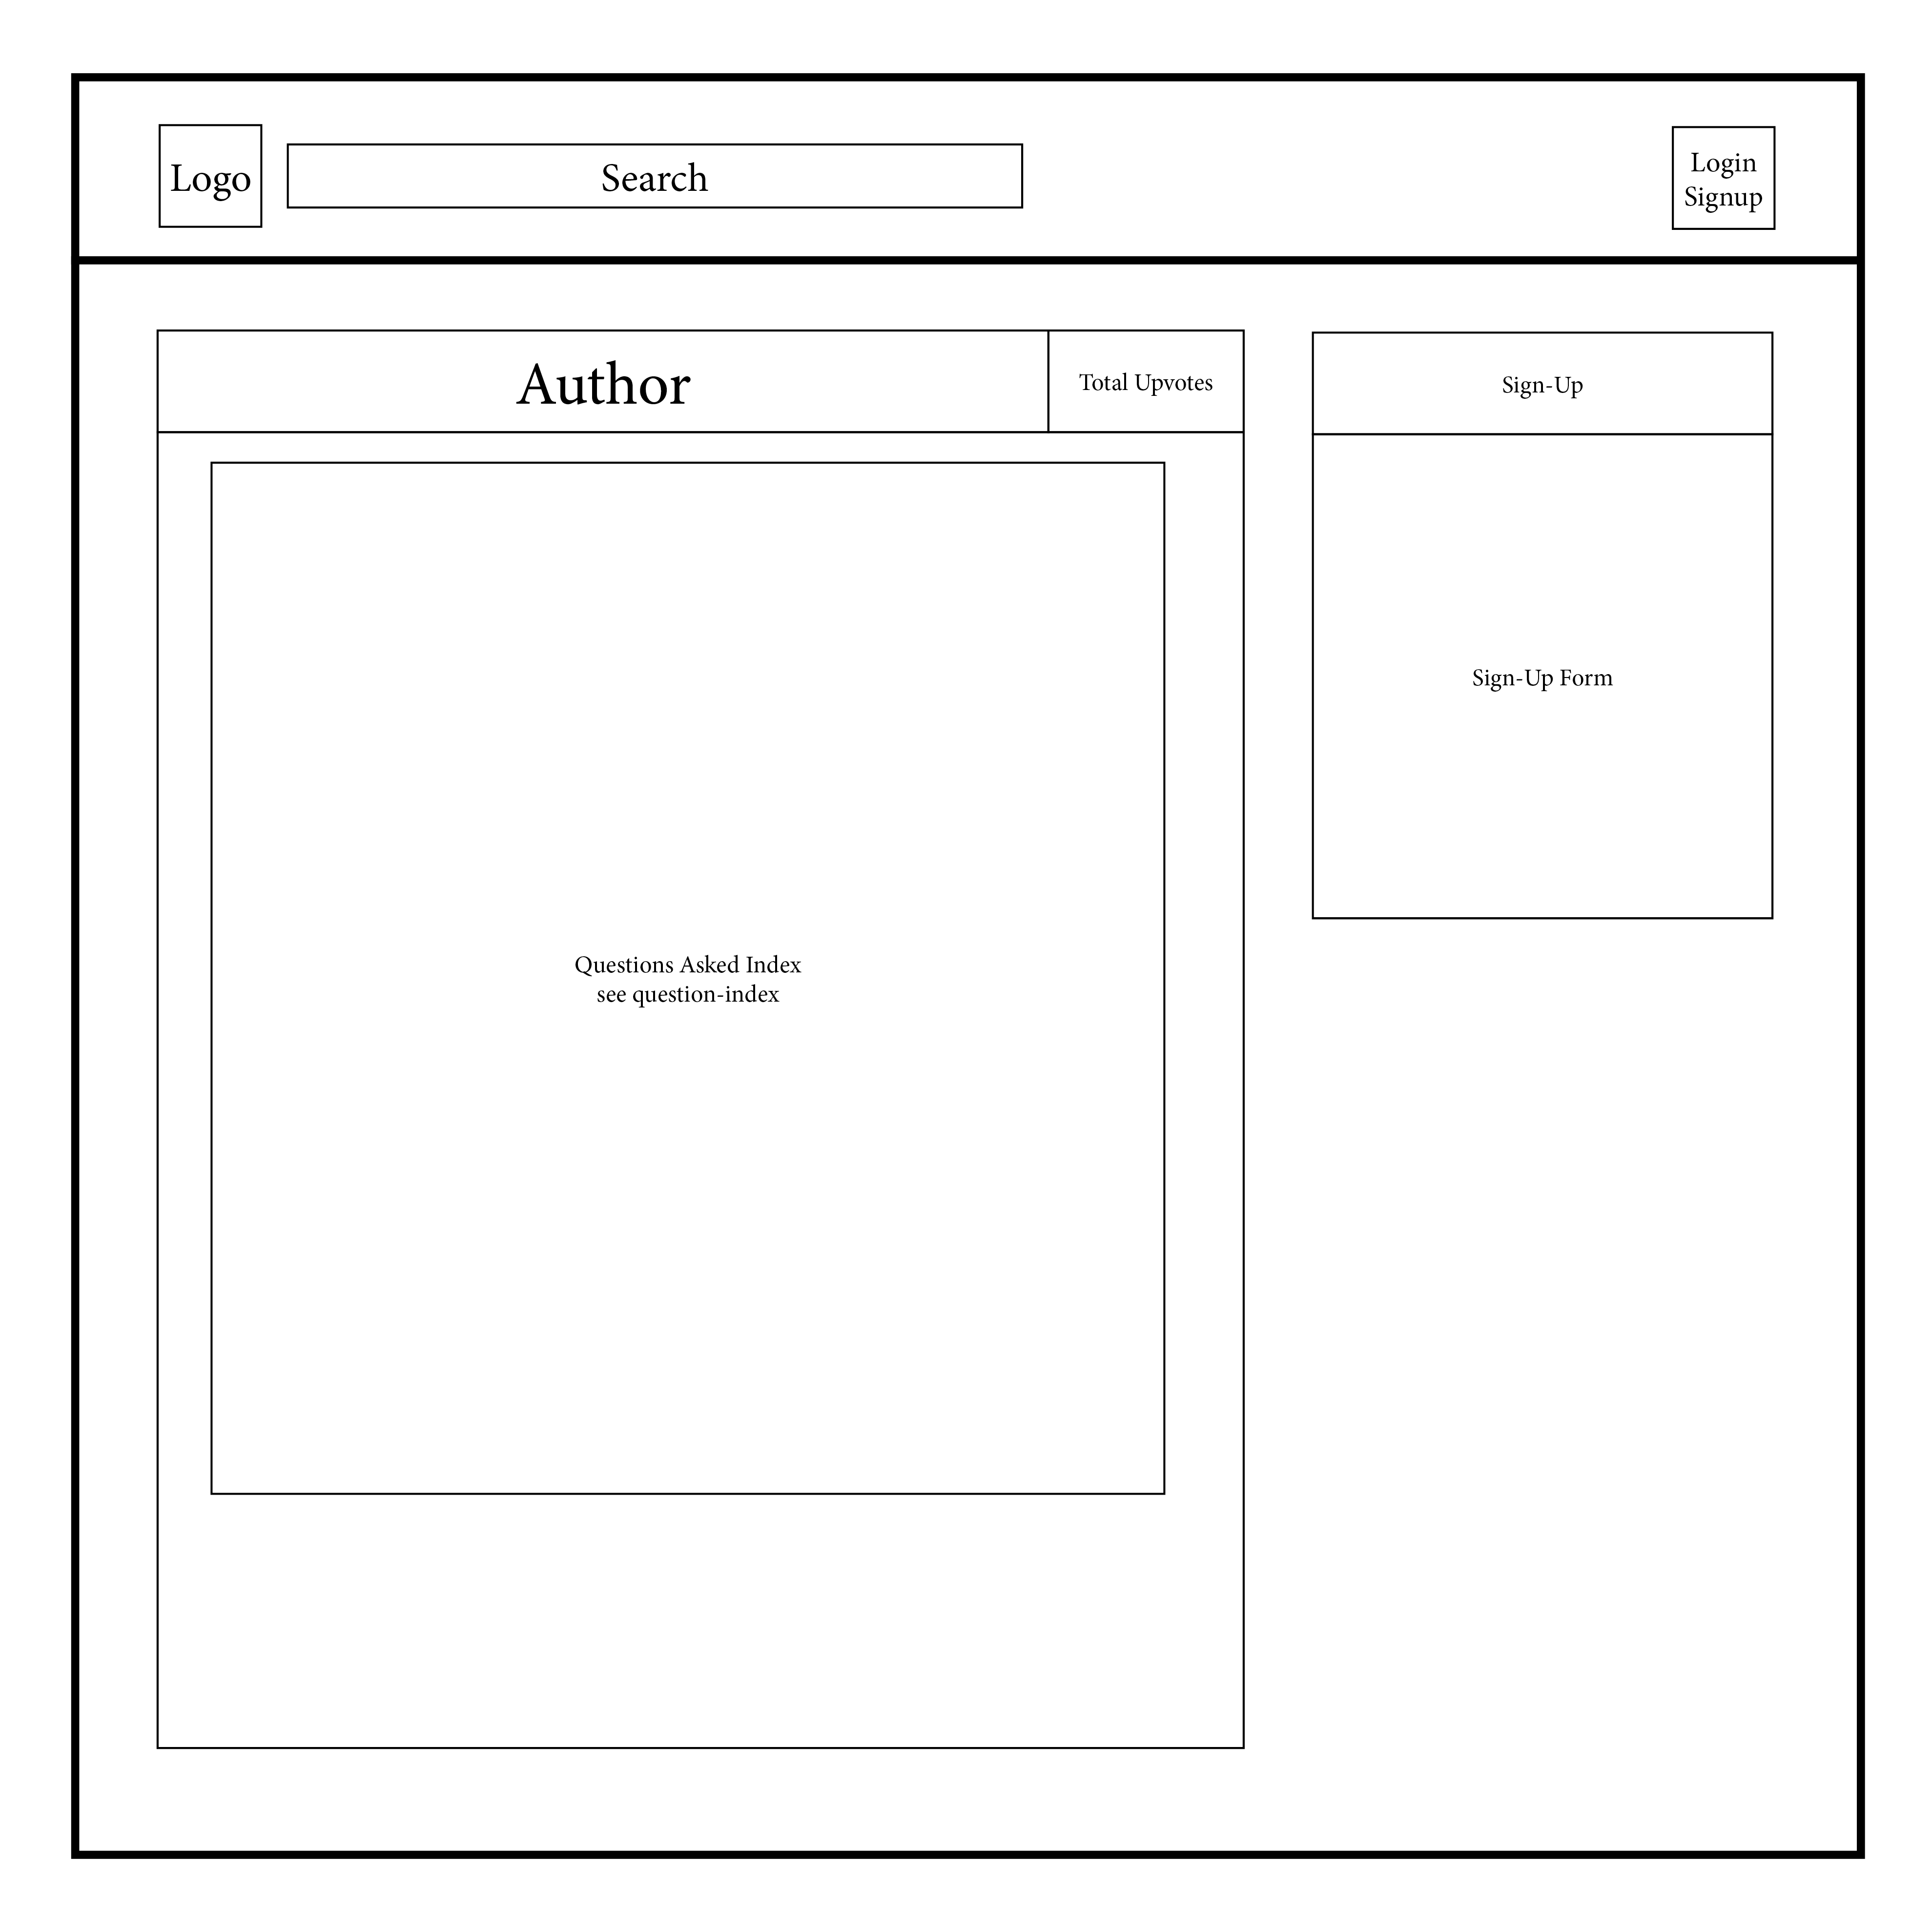 Logo
Search
Login
Signup
Author
Total Upvotes
Sign-Up
Sign-Up Form
Questions Asked Index
see question-index